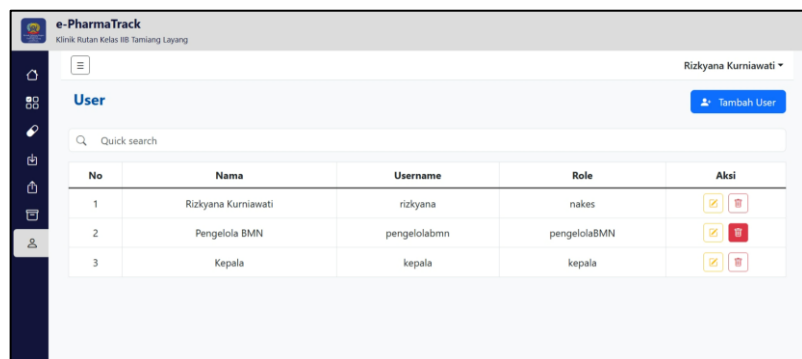 e-PharmaTrack
Klinik Rutan Kelas IIB Tamiang Layang
Rizkyana Kurniawati
User
Tambah User
Quick search
No Nama Username Role Aksi
1 Rizkyana Kurniawati rizkyana nakes
2 Pengelola BMN pengelolabmn pengelolaBMN
3 Kepala kepala kepala